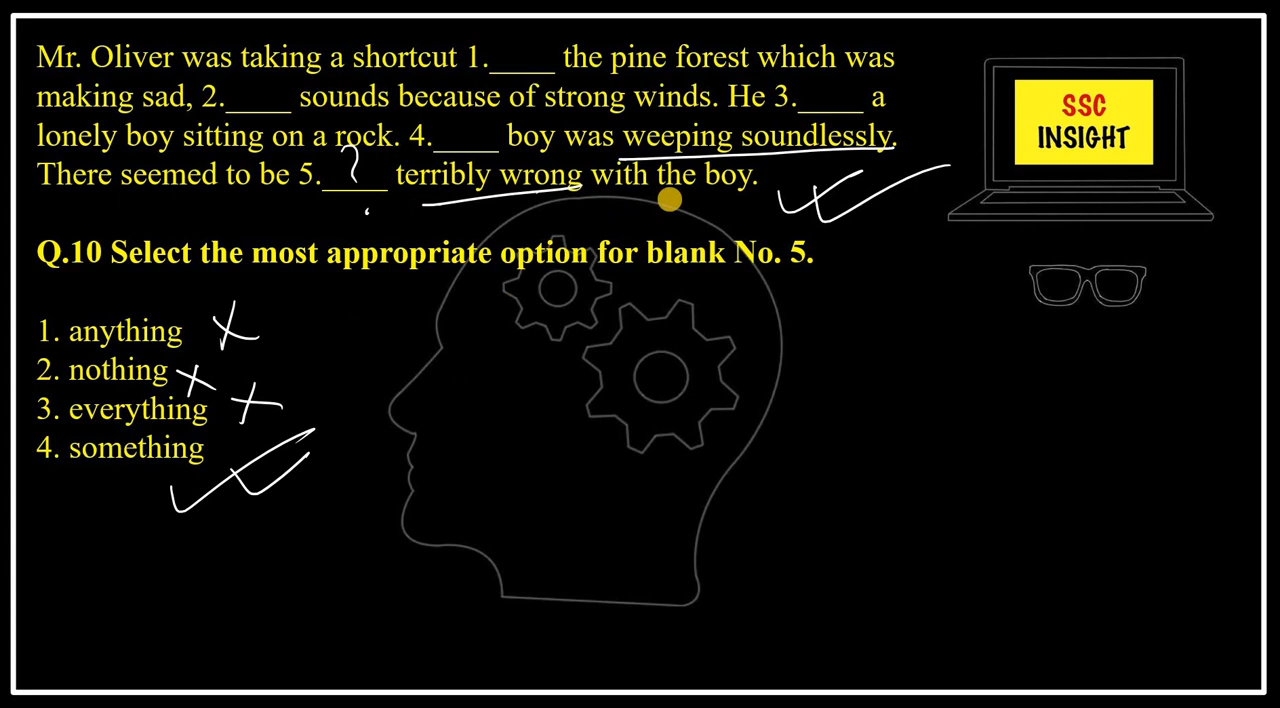 Mr. Oliver was taking a shortcut 1.____ the pine forest which was
making sad, 2.____ sounds because of strong winds. He 3.____ a
lonely boy sitting on a rock. 4.____ boy was weeping soundlessly.
There seemed to be 5.____ terribly wrong with the boy.
?
Q.10 Select the most appropriate option for blank No. 5.
1. anything
2. nothing
3. everything
4. something
SSC
INSIGHT